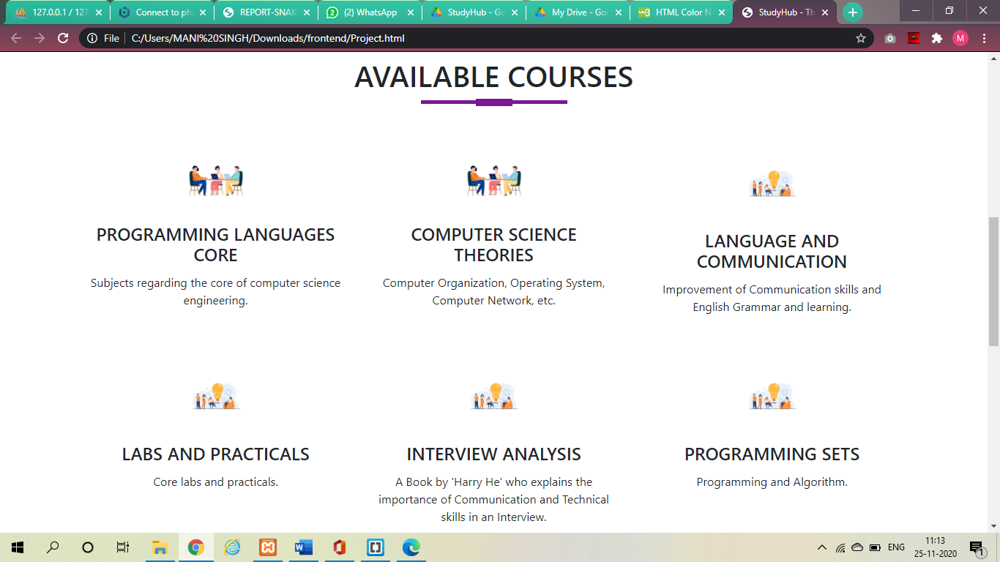 127.0.0.1 / 127
Connect to ph
REPORT-SNAK
(2) WhatsApp
StudyHub - Go
My Drive - Goo
HTML Color N
StudyHub - Th
File
C:/Users/MANI%20SINGH/Downloads/frontend/Project.html
M
AVAILABLE COURSES
PROGRAMMING LANGUAGES
CORE
Subjects regarding the core of computer science
engineering.
COMPUTER SCIENCE
THEORIES
Computer Organization, Operating System,
Computer Network, etc.
LANGUAGE AND
COMMUNICATION
Improvement of Communication skills and
English Grammar and learning.
LABS AND PRACTICALS
Core labs and practicals.
INTERVIEW ANALYSIS
A Book by 'Harry He' who explains the
importance of Communication and Technical
skills in an Interview.
PROGRAMMING SETS
Programming and Algorithm.
ENG
11:13
25-11-2020
1